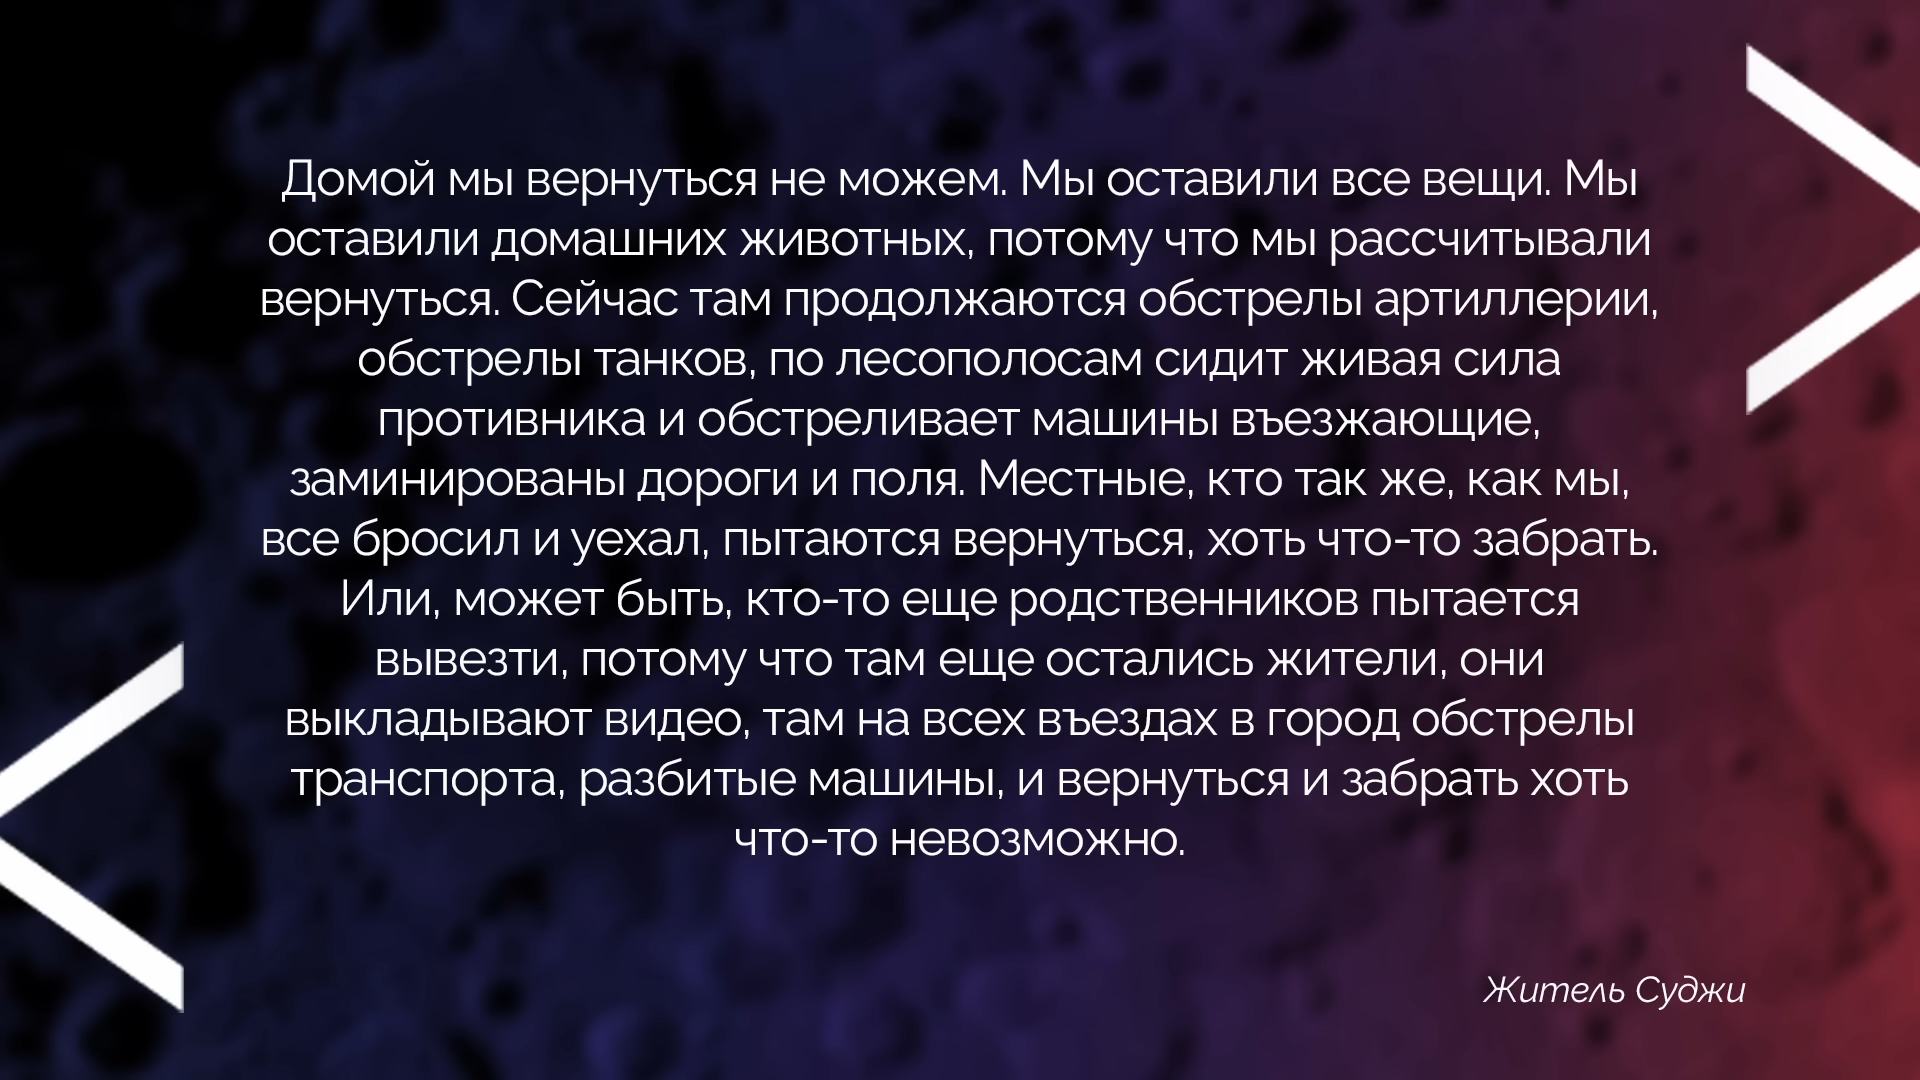 Домой мы вернуться не можем. Мы оставили все вещи. Мы
оставили домашних животных, потому что мы рассчитывали
вернуться. Сейчас там продолжаются обстрелы артиллерии,
обстрелы танков, по лесополосам сидит живая сила
противника и обстреливает машины въезжающие,
заминированы дороги и поля. Местные, кто так же, как мы,
все бросил и уехал, пытаются вернуться, хоть что-то забрать.
Или, может быть, кто-то еще родственников пытается
вывезти, потому что там еще остались жители, они
выкладывают видео, там на всех въездах в город обстрелы
транспорта, разбитые машины, и вернуться и забрать хоть
что-то невозможно.
Житель Суджи